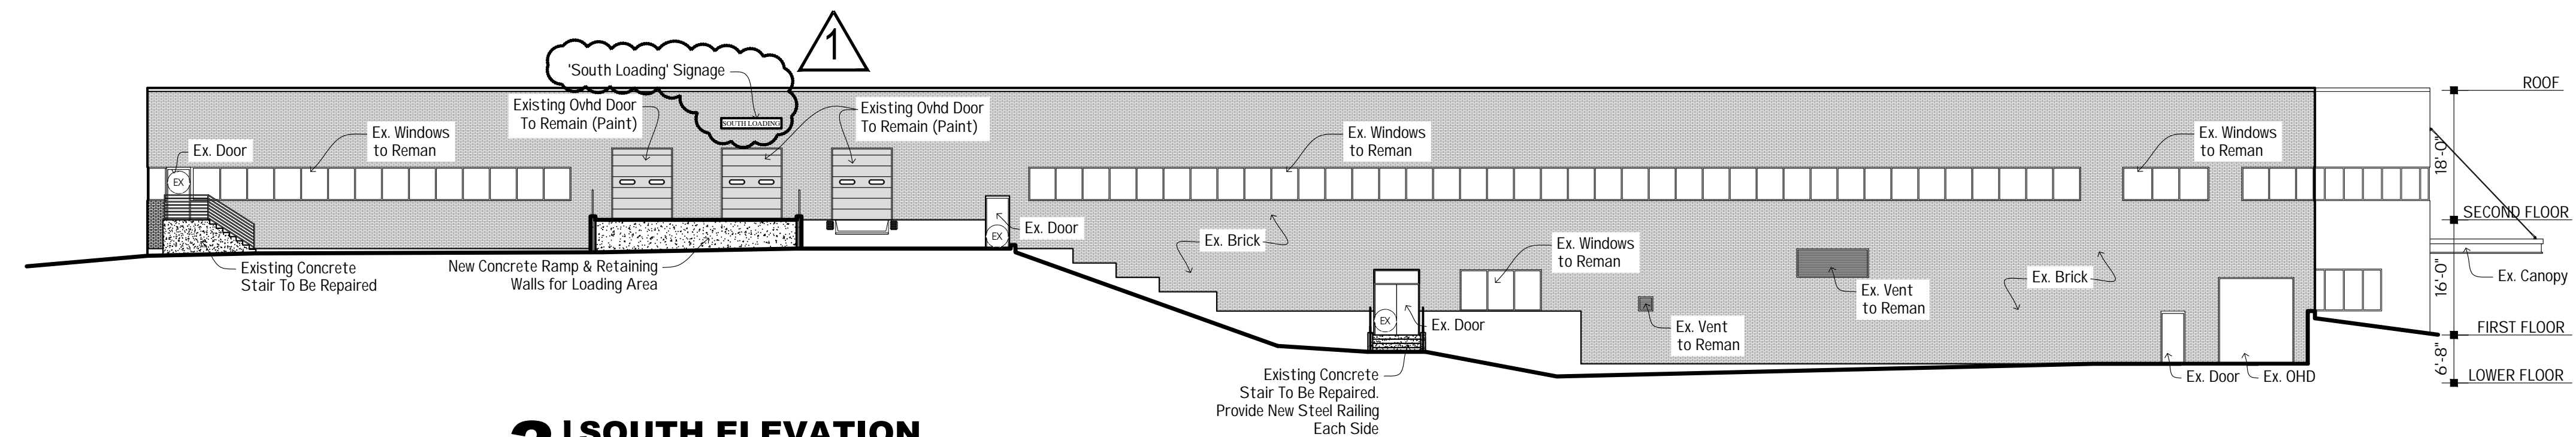 1
'South Loading' Signage
SOUTH LOADING
Existing Ovhd Door
To Remain (Paint)
Existing Ovhd Door
To Remain (Paint)
Ex. Windows
to Reman
Ex. Door
EX
Ex. Windows
to Reman
Ex. Windows
to Reman
ROOF
18'-0"
SECOND FLOOR
16'-0"
FIRST FLOOR
6'-8"
LOWER FLOOR
Ex. Canopy
Existing Concrete
Stair To Be Repaired
New Concrete Ramp & Retaining
Walls for Loading Area
Ex. Door
EX
Ex. Brick
Ex. Windows
to Reman
Ex. Door
EX
Ex. Vent
to Reman
Ex. Vent
to Reman
Ex. Brick
Ex. Door
Ex. OHD
Existing Concrete
Stair To Be Repaired.
Provide New Steel Railing
Each Side
SOUTH ELEVATION